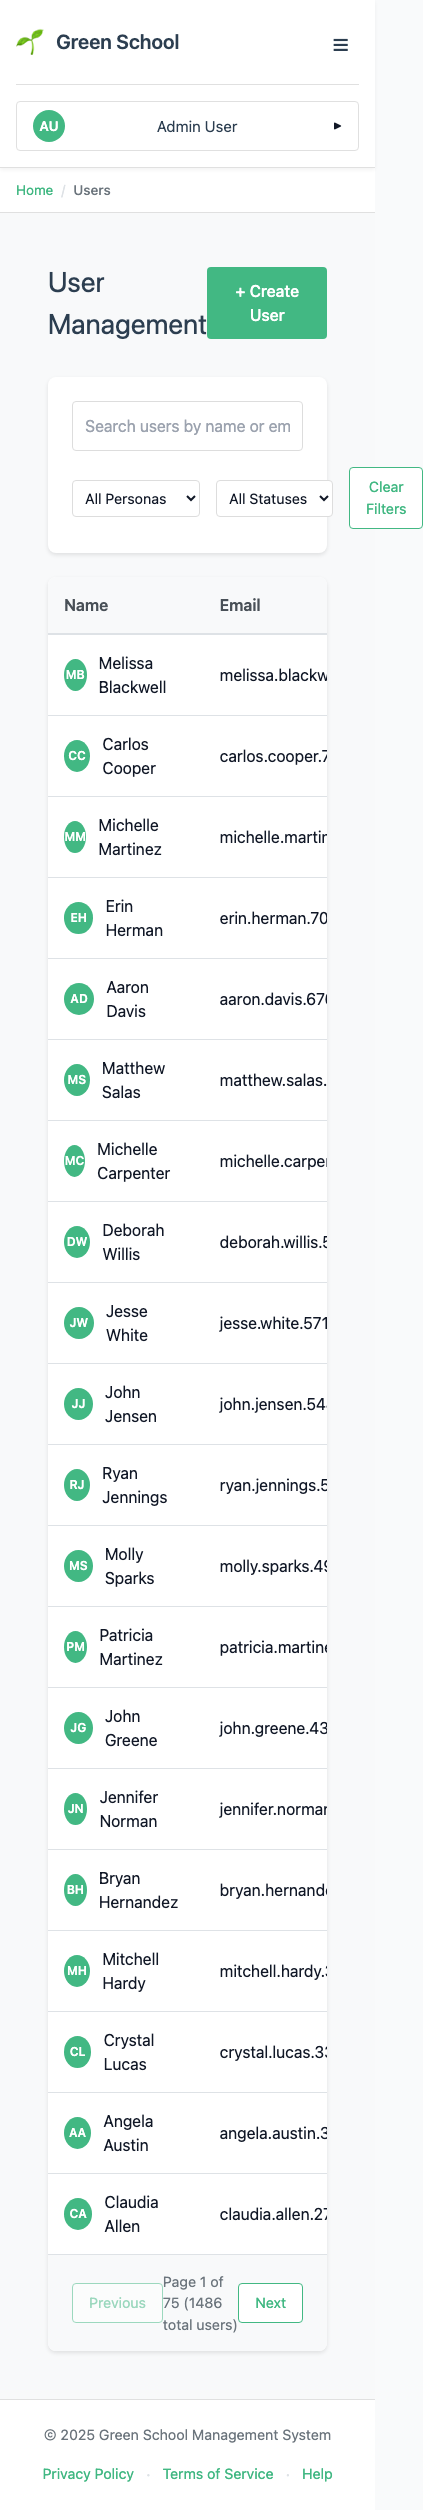 Green School
AU Admin User
Home / Users
User
Management
+ Create
User
Search users by name or em
All Personas
All Statuses
Clear
Filters
Name Email
MB Melissa
Blackwell
melissa.blackw
CC Carlos
Cooper
carlos.cooper.7
MM Michelle
Martinez
michelle.martin
EH Erin
Herman
erin.herman.70
AD Aaron
Davis
aaron.davis.670
MS Matthew
Salas
matthew.salas.
MC Michelle
Carpenter
michelle.carpen
DW Deborah
Willis
deborah.willis.5
JW Jesse
White
jesse.white.571
JJ John
Jensen
john.jensen.54
RJ Ryan
Jennings
ryan.jennings.5
MS Molly
Sparks
molly.sparks.49
PM Patricia
Martinez
patricia.martine
JG John
Greene
john.greene.43
JN Jennifer
Norman
jennifer.norman
BH Bryan
Hernandez
bryan.hernande
MH Mitchell
Hardy
mitchell.hardy.3
CL Crystal
Lucas
crystal.lucas.33
AA Angela
Austin
angela.austin.3
CA Claudia
Allen
claudia.allen.27
Previous
Page 1 of
75 (1486
total users)
Next
© 2025 Green School Management System
Privacy Policy · Terms of Service · Help